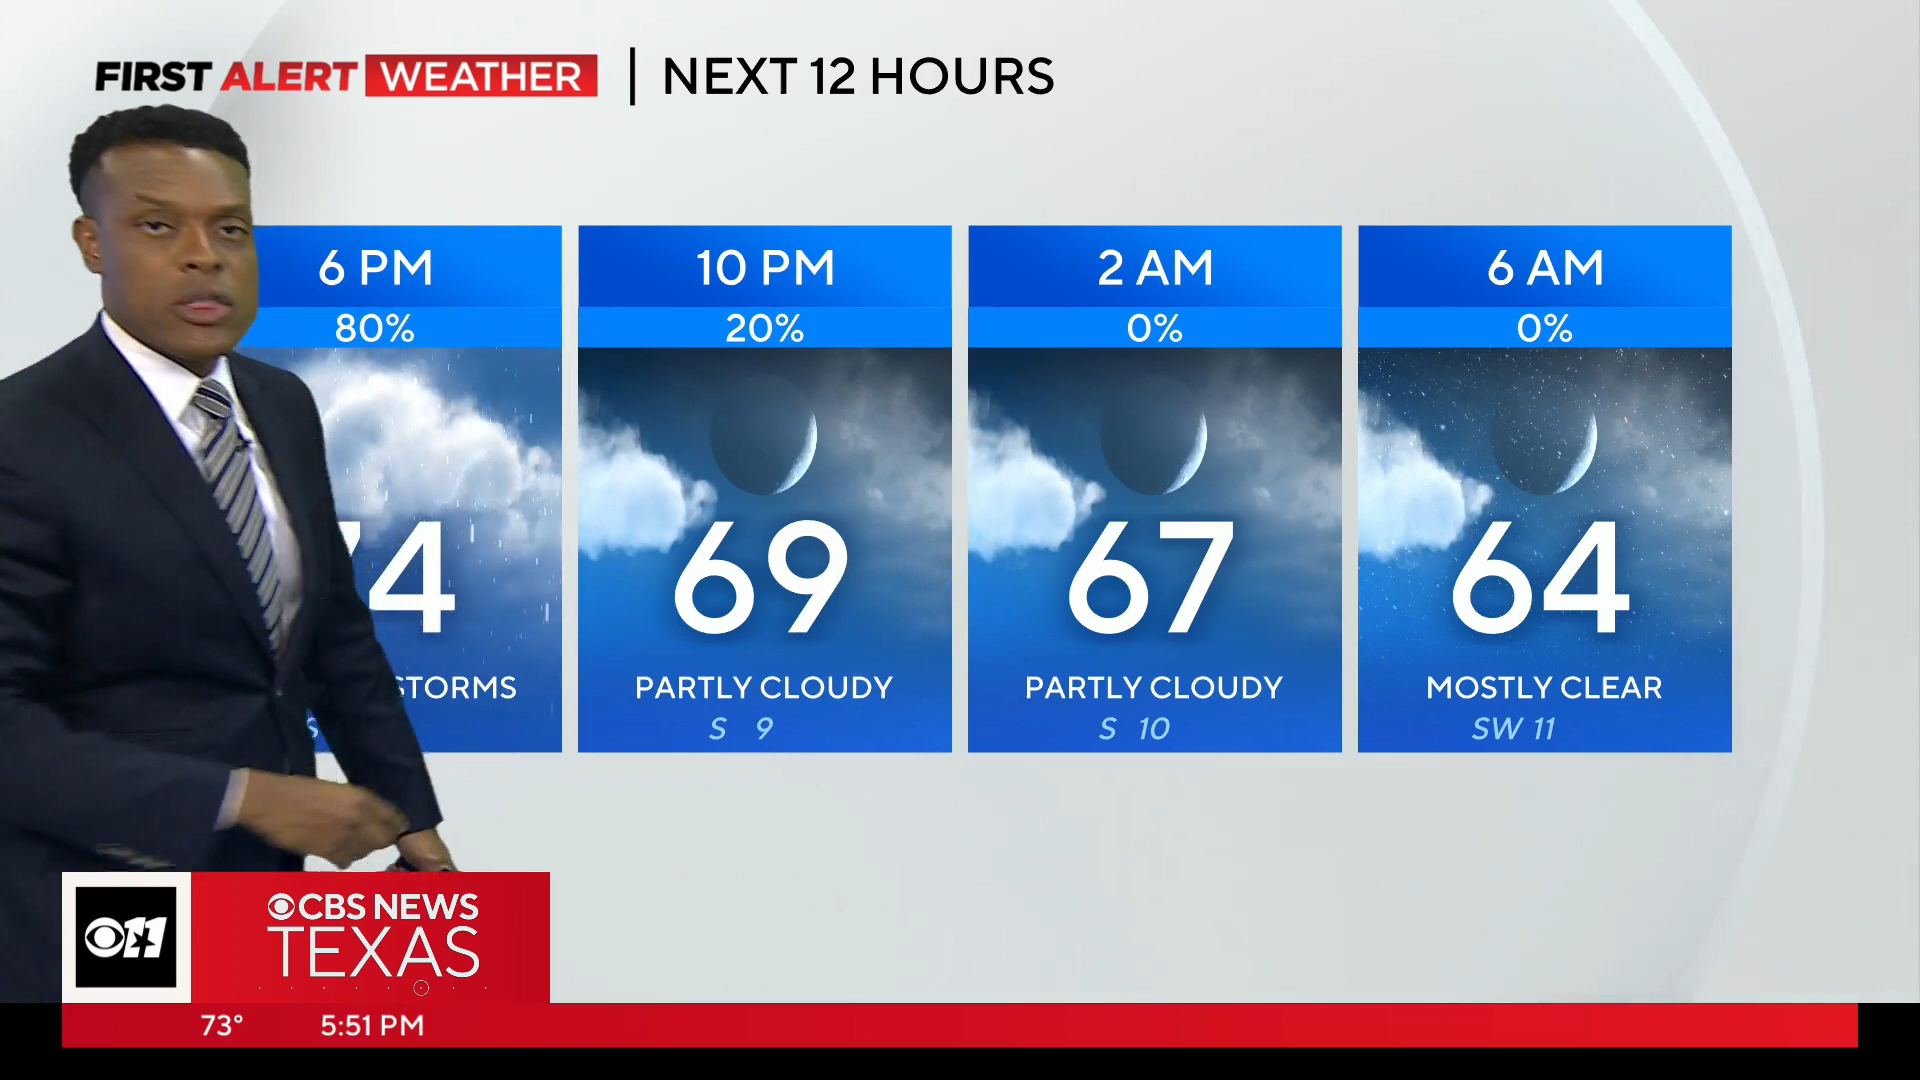 FIRST ALERT WEATHER | NEXT 12 HOURS
6 PM
80%
STORMS
S
10 PM
20%
69
PARTLY CLOUDY
S 9
2 AM
0%
67
PARTLY CLOUDY
S 10
6 AM
0%
64
MOSTLY CLEAR
SW 11
11
CBS NEWS
TEXAS
73° 5:51 PM